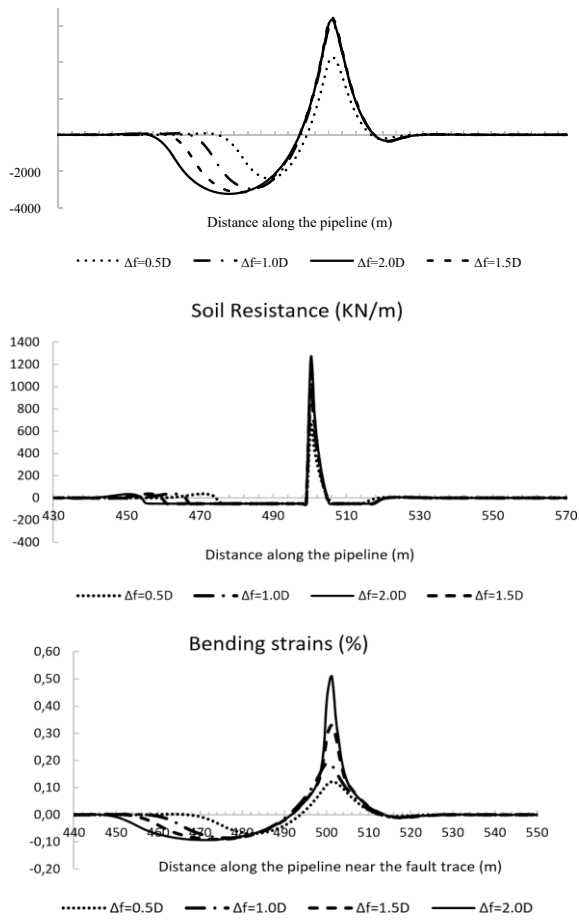 -2000
-4000
Distance along the pipeline (m)
Δf=0.5D Δf=1.0D Δf=2.0D Δf=1.5D
Soil Resistance (KN/m)
1400
1200
1000
800
600
400
200
0
-200
-400
430 450 470 490 510 530 550 570
Distance along the pipeline (m)
Δf=0.5D Δf=1.0D Δf=2.0D Δf=1.5D
Bending strains (%)
0,60
0,50
0,40
0,30
0,20
0,10
0,00
-0,10
-0,20
440 450 460 470 480 490 500 510 520 530 540 550
Distance along the pipeline near the fault trace (m)
Δf=0.5D Δf=1.0D Δf=1.5D Δf=2.0D